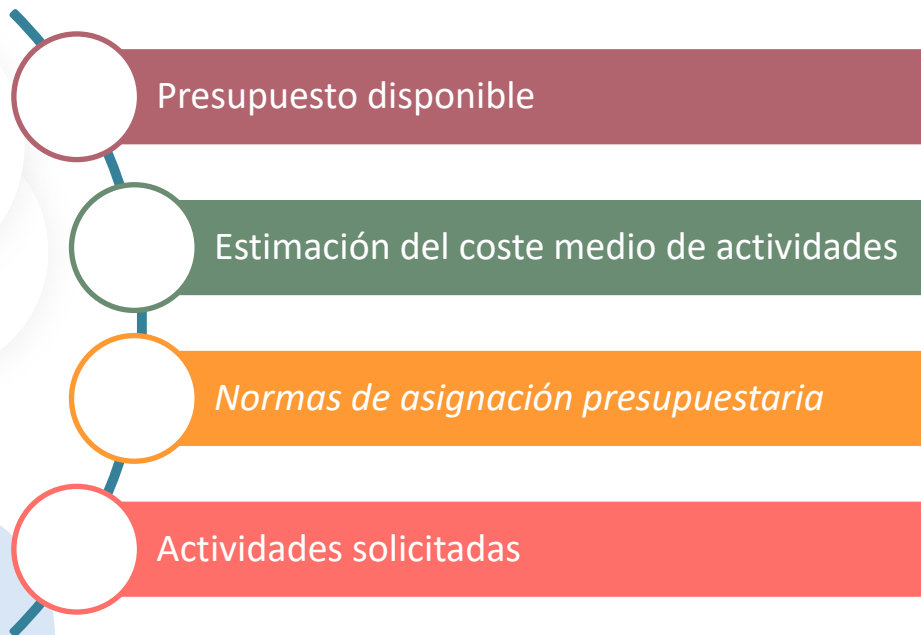 Presupuesto disponible
Estimación del coste medio de actividades
Normas de asignación presupuestaria
Actividades solicitadas